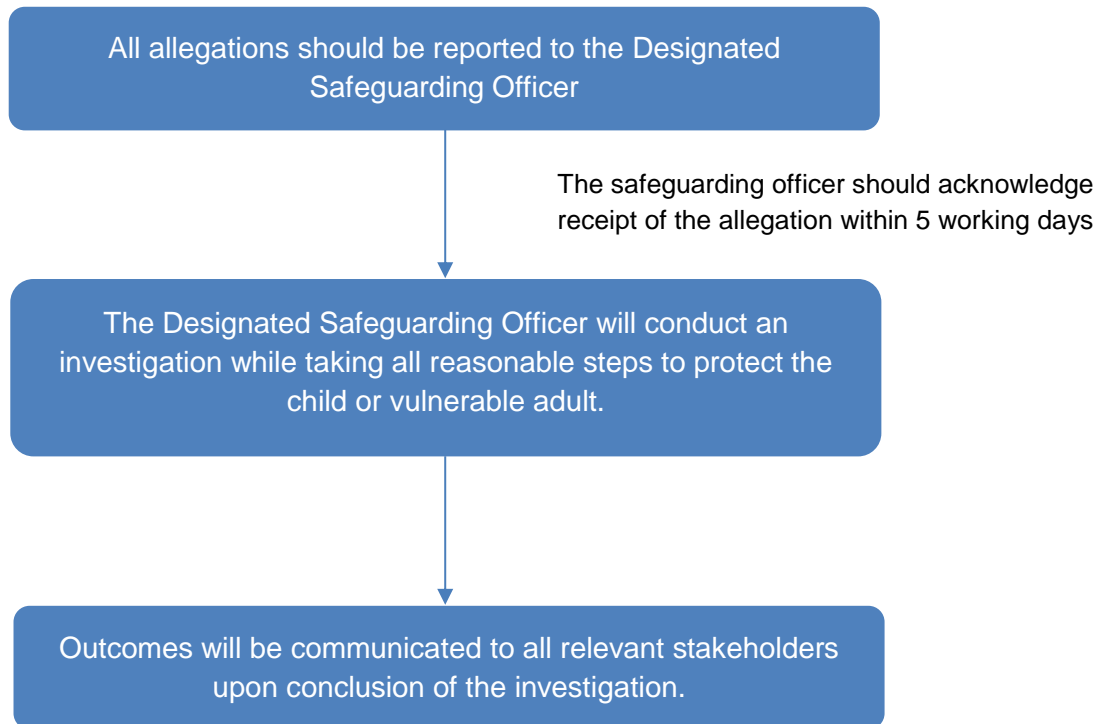 All allegations should be reported to the Designated
Safeguarding Officer
The safeguarding officer should acknowledge
receipt of the allegation within 5 working days
The Designated Safeguarding Officer will conduct an
investigation while taking all reasonable steps to protect the
child or vulnerable adult.
Outcomes will be communicated to all relevant stakeholders
upon conclusion of the investigation.